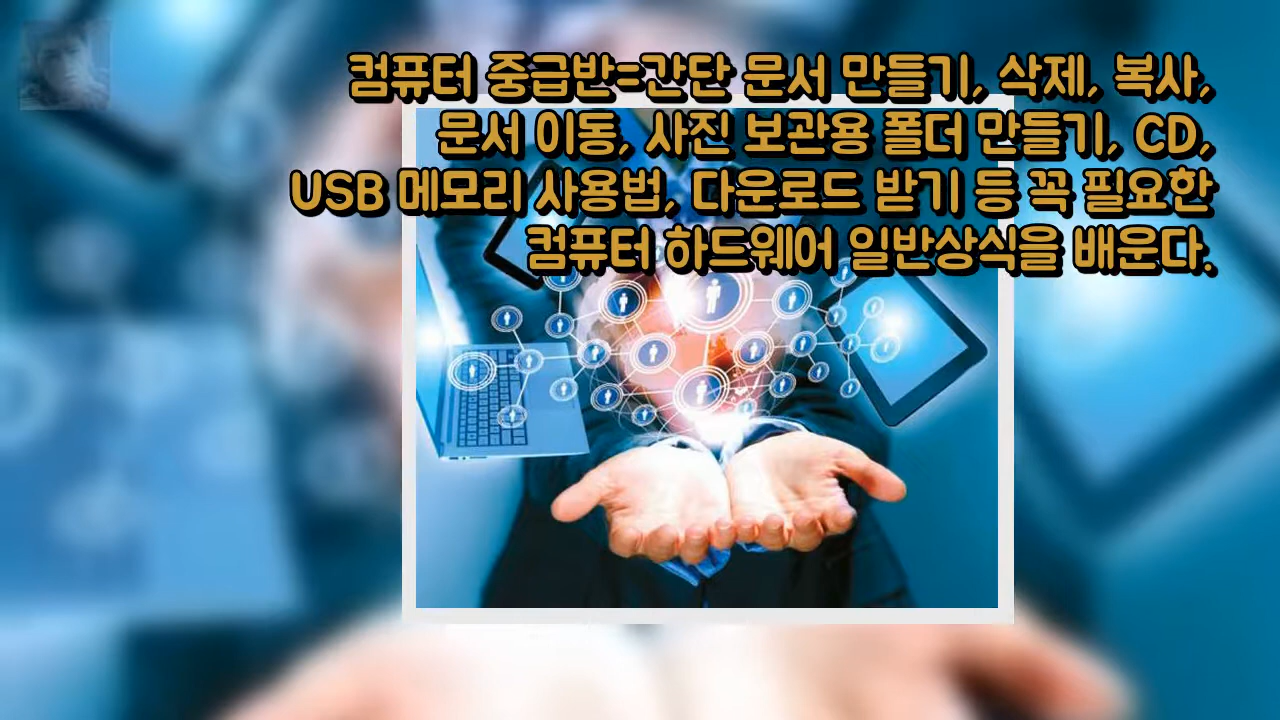 컴퓨터 중급반=간단 문서 만들기, 삭제, 복사,
문서 이동, 사진 보관용 폴더 만들기, CD,
USB 메모리 사용법, 다운로드 받기 등 꼭 필요한
컴퓨터 하드웨어 일반상식을 배운다.